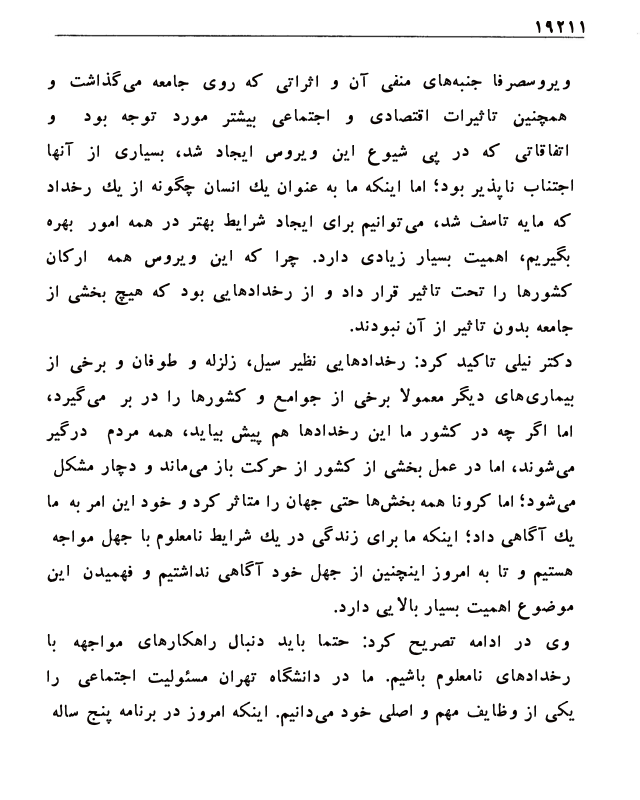 ۱۹۲۱۱
ویروسصرفا جنبه‌های منفی آن و اثراتی که روی جامعه می‌گذاشت و
همچنین تاثیرات اقتصادی و اجتماعی بیشتر مورد توجه بود و
اتفاقاتی که در پی شیوع این ویروس ایجاد شد، بسیاری از آنها
اجتناب ناپذیر بود؛ اما اینکه ما به عنوان یك انسان چگونه از یك رخداد
که مایه تاسف شد، می‌توانیم برای ایجاد شرایط بهتر در همه امور بهره
بگیریم، اهمیت بسیار زیادی دارد. چرا که این ویروس همه ارکان
کشورها را تحت تاثیر قرار داد و از رخدادهایی بود که هیچ بخشی از
جامعه بدون تاثیر از آن نبودند.
دکتر نیلی تاکید کرد: رخدادهایی نظیر سیل، زلزله و طوفان و برخی از
بیماری‌های دیگر معمولا برخی از جوامع و کشورها را در بر می‌گیرد،
اما اگر چه در کشور ما این رخدادها هم پیش بیاید، همه مردم درگیر
می‌شوند، اما در عمل بخشی از کشور از حرکت باز می‌ماند و دچار مشکل
می‌شود؛ اما کرونا همه بخش‌ها حتی جهان را متاثر کرد و خود این امر به ما
یك آگاهی داد؛ اینکه ما برای زندگی در یك شرایط نامعلوم با جهل مواجه
هستیم و تا به امروز اینچنین از جهل خود آگاهی نداشتیم و فهمیدن این
موضوع اهمیت بسیار بالایی دارد.
وی در ادامه تصریح کرد: حتما باید دنبال راهکارهای مواجهه با
رخدادهای نامعلوم باشیم. ما در دانشگاه تهران مسئولیت اجتماعی را
یکی از وظایف مهم و اصلی خود می‌دانیم. اینکه امروز در برنامه پنج ساله